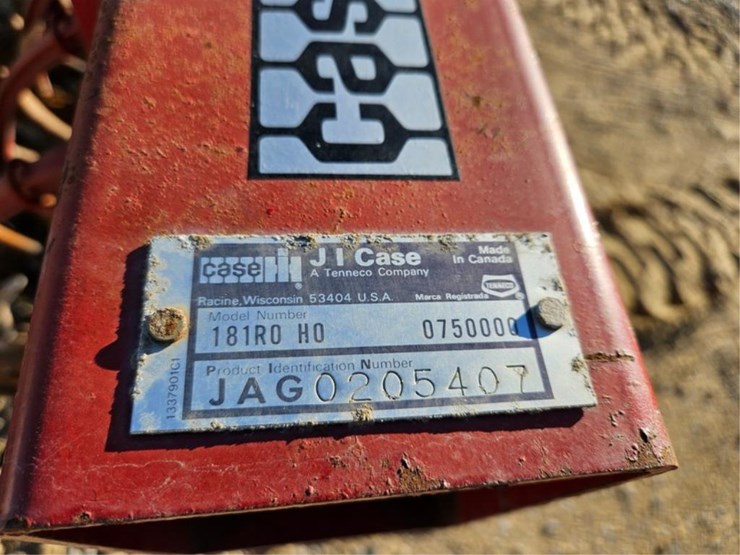 case
case IH
J I Case
A Tenneco Company
Made
In Canada
TENNECO
Racine, Wisconsin 53404 U.S.A.
Marca Registrada ®
Model Number
181RO HO 0750000
Product Identification Number
JAG0205407
1337901C1